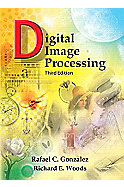 Digital
Image
Processing
Third Edition
Rafael C. Gonzalez
Richard E. Woods